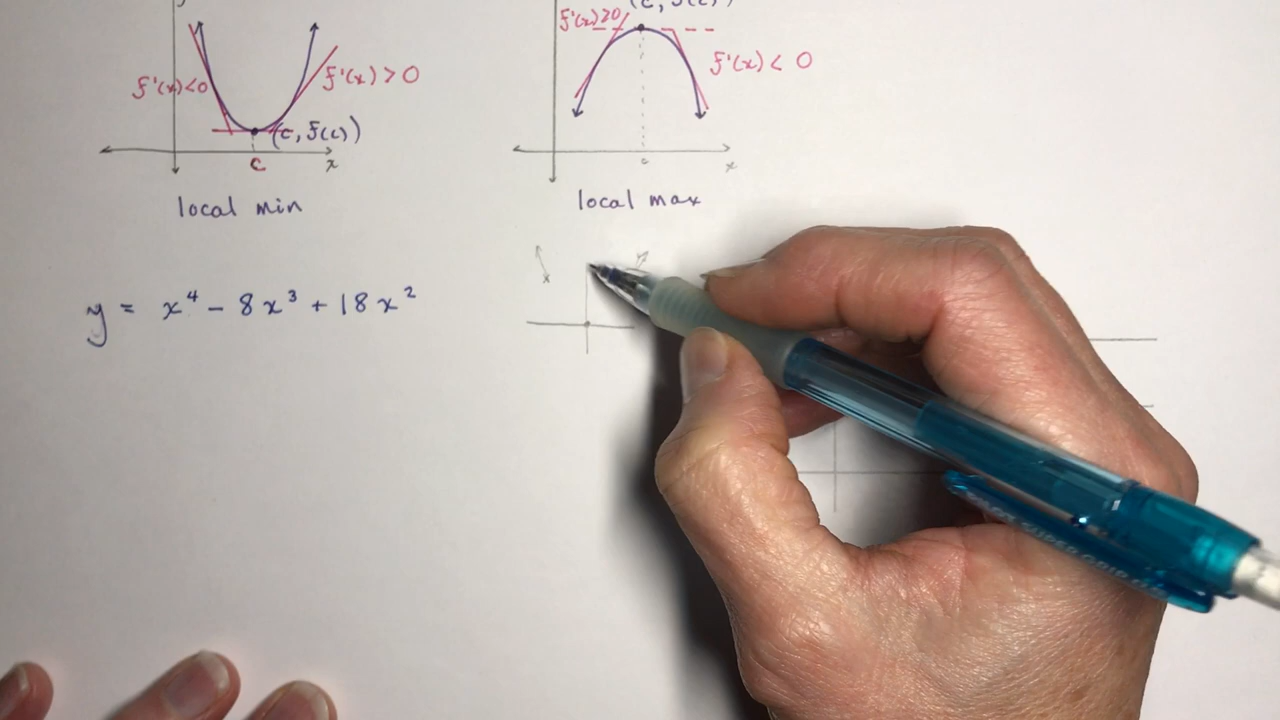 f'(x)<0
f'(x)>0
(c, f(c))
c
x
local min
f'(x)>0
f'(x)<0
c
x
local max
y = x⁴ - 8x³ + 18x²